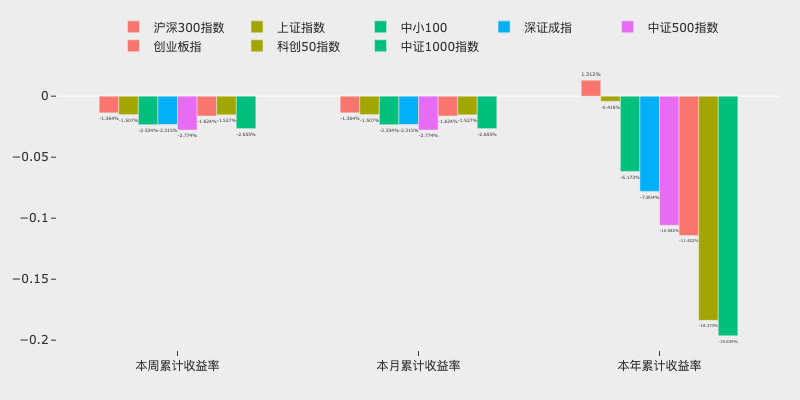 沪深300指数 上证指数 中小100 深证成指 中证500指数
创业板指 科创50指数 中证1000指数
1.312%
0
-1.364% -1.507% -2.334% -2.315% -2.774% -1.624% -1.527% -2.655%
-1.364% -1.507% -2.334% -2.315% -2.774% -1.624% -1.527% -2.655%
-0.418%
−0.05
-6.173%
-7.804%
−0.1
-11.422%
−0.15
-18.373%
−0.2
-19.639%
本周累计收益率 本月累计收益率 本年累计收益率